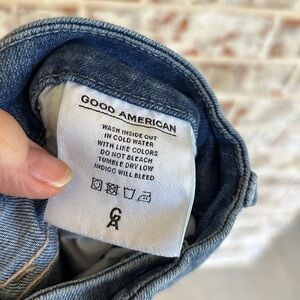 GOOD AMERICAN
WASH INSIDE OUT
IN COLD WATER
WITH LIKE COLORS
DO NOT BLEACH
TUMBLE DRY LOW
INDIGO WILL BLEED
GA